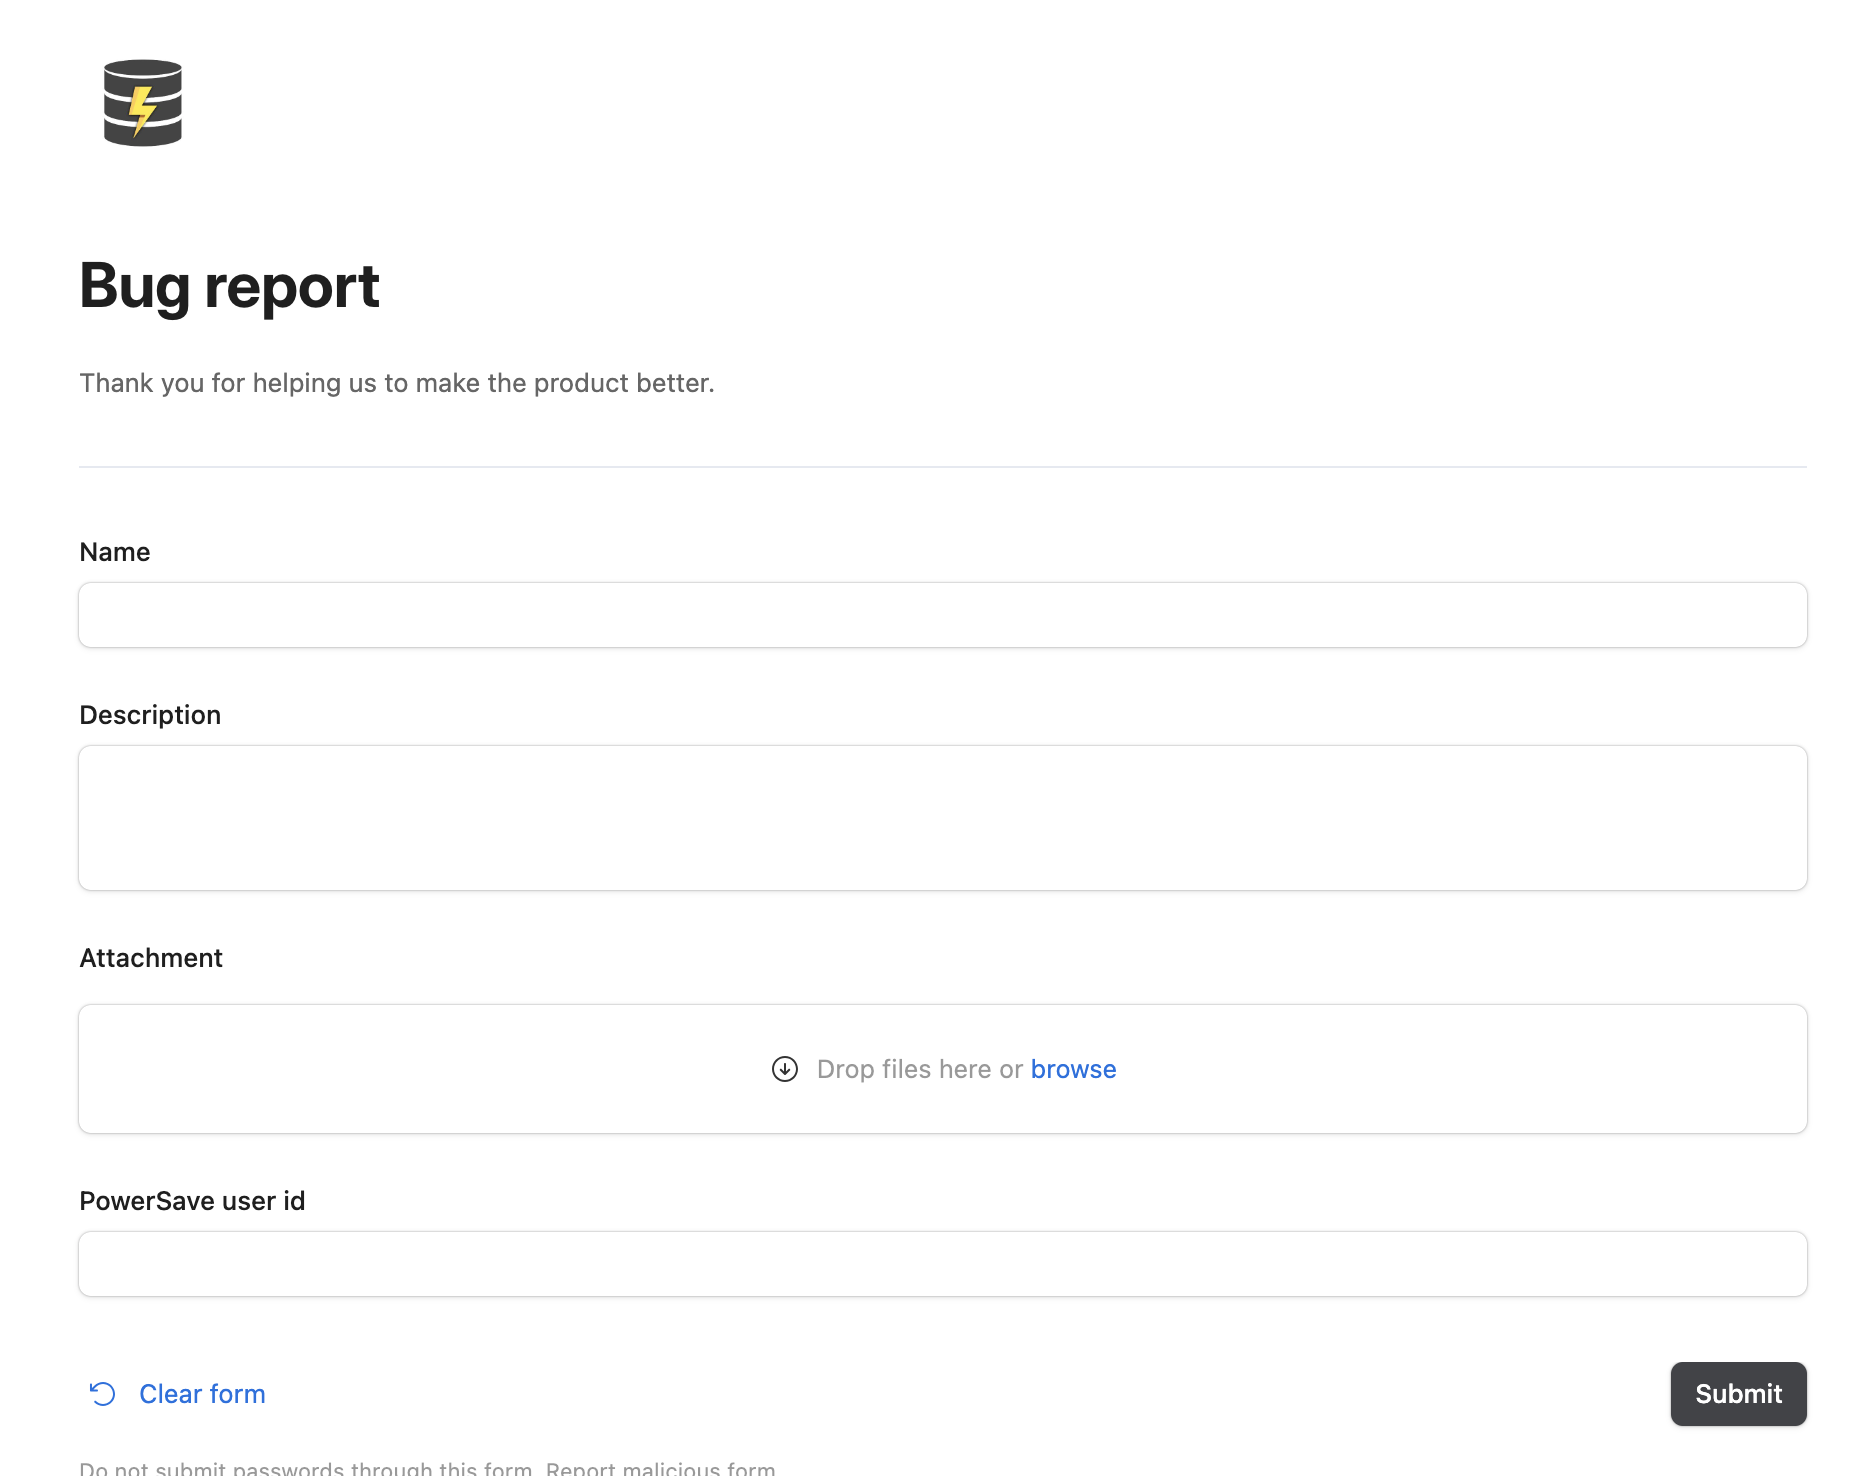 Bug report
Thank you for helping us to make the product better.
Name
Description
Attachment
Drop files here or browse
PowerSave user id
Clear form
Submit
Do not submit passwords through this form. Report malicious form